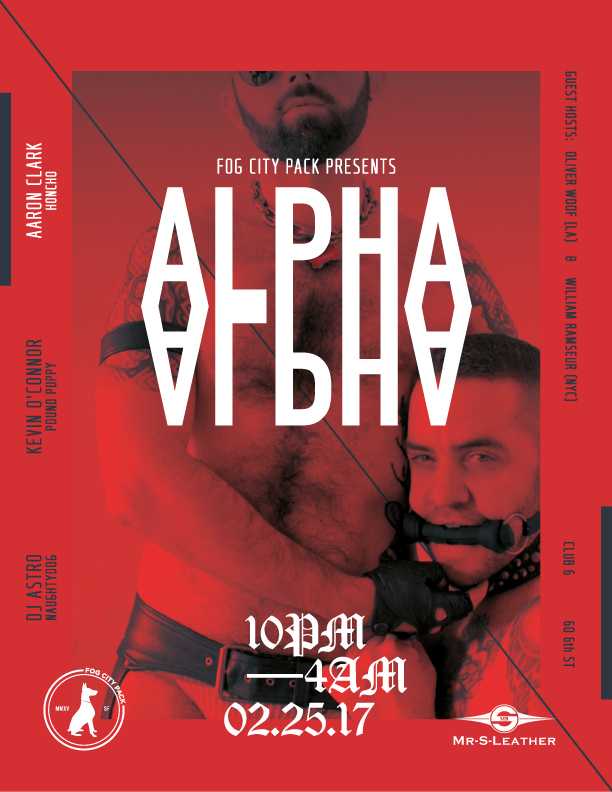 FOG CITY PACK PRESENTS
ALPHA
ALPHA
AARON CLARK
HONCHO
KEVIN O'CONNOR
POUND PUPPY
DJ ASTRO
NAUGHTYDOG
GUEST HOSTS: OLIVER WOOF (LA) & WILLIAM RAMSEUR (NYC)
CLUB 6 60 6th ST
10PM
—4AM
02.25.17
FOG CITY PACK
MMXV SF
MR-S-LEATHER